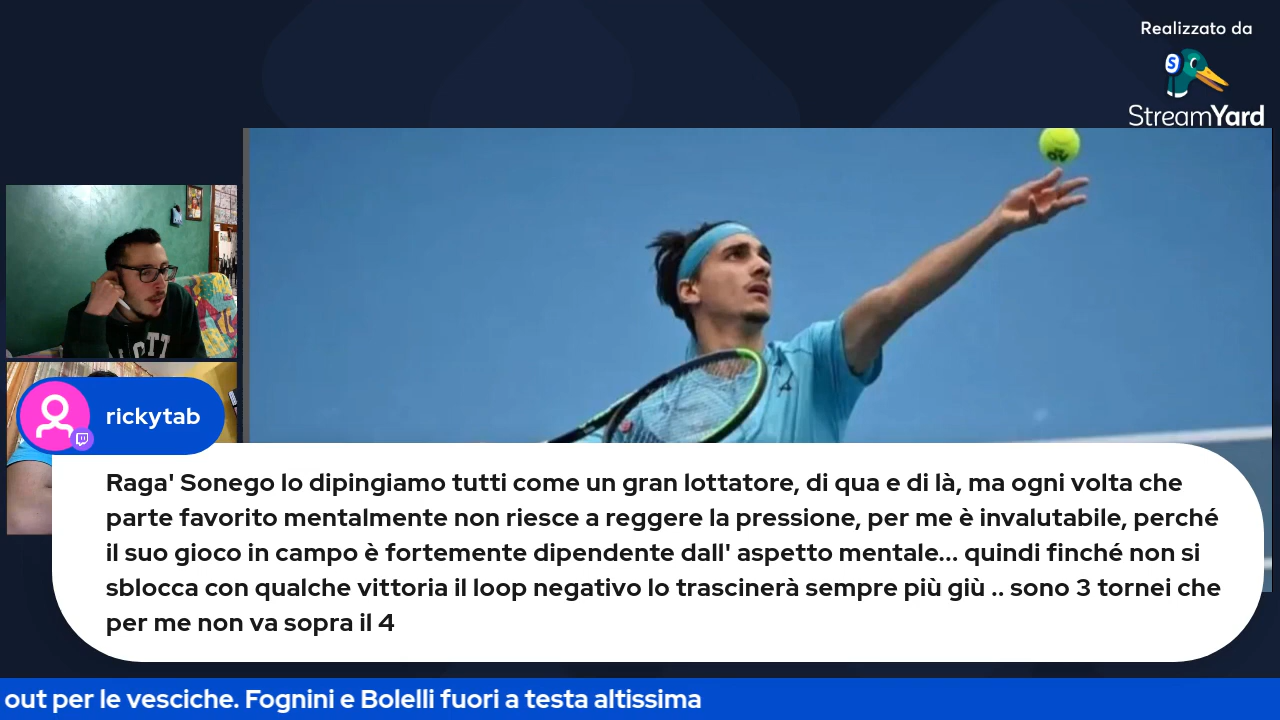 Realizzato da
StreamYard
rickytab
Raga' Sonego lo dipingiamo tutti come un gran lottatore, di qua e di là, ma ogni volta che
parte favorito mentalmente non riesce a reggere la pressione, per me è invalutabile, perché
il suo gioco in campo è fortemente dipendente dall' aspetto mentale... quindi finché non si
sblocca con qualche vittoria il loop negativo lo trascinerà sempre più giù .. sono 3 tornei che
per me non va sopra il 4
out per le vesciche. Fognini e Bolelli fuori a testa altissima